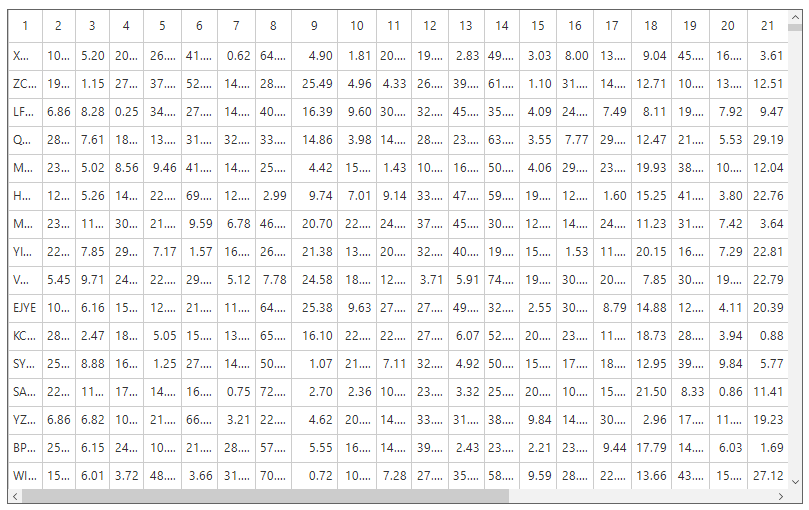 1 2 3 4 5 6 7 8 9 10 11 12 13 14 15 16 17 18 19 20 21
X... 10... 5.20 20... 26.... 41.... 0.62 64.... 4.90 1.81 20.... 19.... 2.83 49.... 3.03 8.00 13.... 9.04 45.... 16.... 3.61
ZC... 19... 1.15 27... 37.... 52.... 14.... 28.... 25.49 4.96 4.33 26.... 39.... 61.... 1.10 31.... 14.... 12.71 10.... 13.... 12.51
LF... 6.86 8.28 0.25 34.... 27.... 14.... 40.... 16.39 9.60 30.... 32.... 45.... 35.... 4.09 24.... 7.49 8.11 19.... 7.92 9.47
Q... 28... 7.61 18... 13.... 31.... 32.... 33.... 14.86 3.98 14.... 28.... 23.... 63.... 3.55 7.77 29.... 12.47 21.... 5.53 29.19
M... 23... 5.02 8.56 9.46 41.... 14.... 25.... 4.42 15.... 1.43 10.... 16.... 50.... 4.06 29.... 23.... 19.93 38.... 10.... 12.04
H... 12... 5.26 14... 22.... 69.... 12.... 2.99 9.74 7.01 9.14 33.... 47.... 59.... 19.... 12.... 1.60 15.25 41.... 3.80 22.76
M... 23... 11... 30... 21.... 9.59 6.78 46.... 20.70 22.... 24.... 37.... 45.... 30.... 12.... 14.... 24.... 11.23 31.... 7.42 3.64
YI... 22... 7.85 29... 7.17 1.57 16.... 26.... 21.38 13.... 20.... 32.... 40.... 19.... 15.... 1.53 11.... 20.15 16.... 7.29 22.81
V... 5.45 9.71 24... 22.... 29.... 5.12 7.78 24.58 18.... 12.... 3.71 5.91 74.... 19.... 30.... 20.... 7.85 30.... 19.... 22.79
EJYE 10... 6.16 15... 12.... 21.... 11.... 64.... 25.38 9.63 27.... 27.... 49.... 32.... 2.55 30.... 8.79 14.88 12.... 4.11 20.39
KC... 28... 2.47 18... 5.05 15.... 13.... 65.... 16.10 22.... 22.... 27.... 6.07 52.... 20.... 23.... 11.... 18.73 28.... 3.94 0.88
SY... 25... 8.88 16... 1.25 27.... 14.... 50.... 1.07 21.... 7.11 32.... 4.92 50.... 15.... 17.... 18.... 12.95 39.... 9.84 5.77
SA... 22... 11... 17... 14.... 16.... 0.75 72.... 2.70 2.36 10.... 23.... 3.32 25.... 20.... 10.... 15.... 21.50 8.33 0.86 11.41
YZ... 6.86 6.82 10... 21.... 66.... 3.21 22.... 4.62 20.... 14.... 33.... 31.... 38.... 9.84 14.... 30.... 2.96 17.... 11.... 19.23
BP... 25... 6.15 24... 10.... 21.... 28.... 57.... 5.55 16.... 14.... 39.... 2.43 23.... 2.21 23.... 9.44 17.79 14.... 6.03 1.69
WI... 15... 6.01 3.72 48.... 3.66 31.... 70.... 0.72 10.... 7.28 27.... 35.... 58.... 9.59 28.... 22.... 13.66 43.... 15.... 27.12